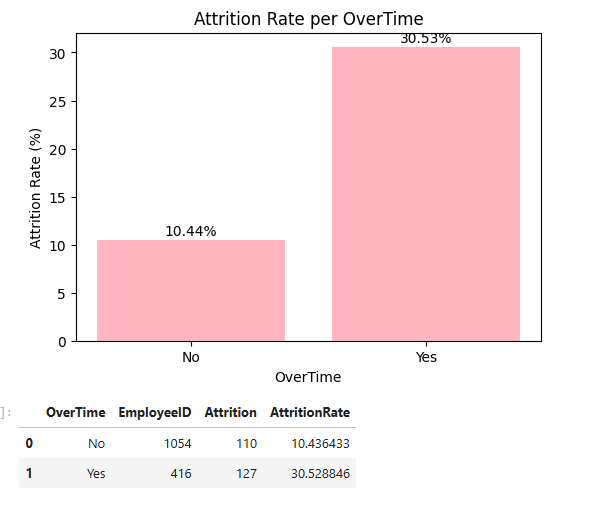 Attrition Rate per OverTime
30.53%
10.44%
Attrition Rate (%)
30
25
20
15
10
5
0
No Yes
OverTime
]:
OverTime EmployeeID Attrition AttritionRate
0 No 1054 110 10.436433
1 Yes 416 127 30.528846